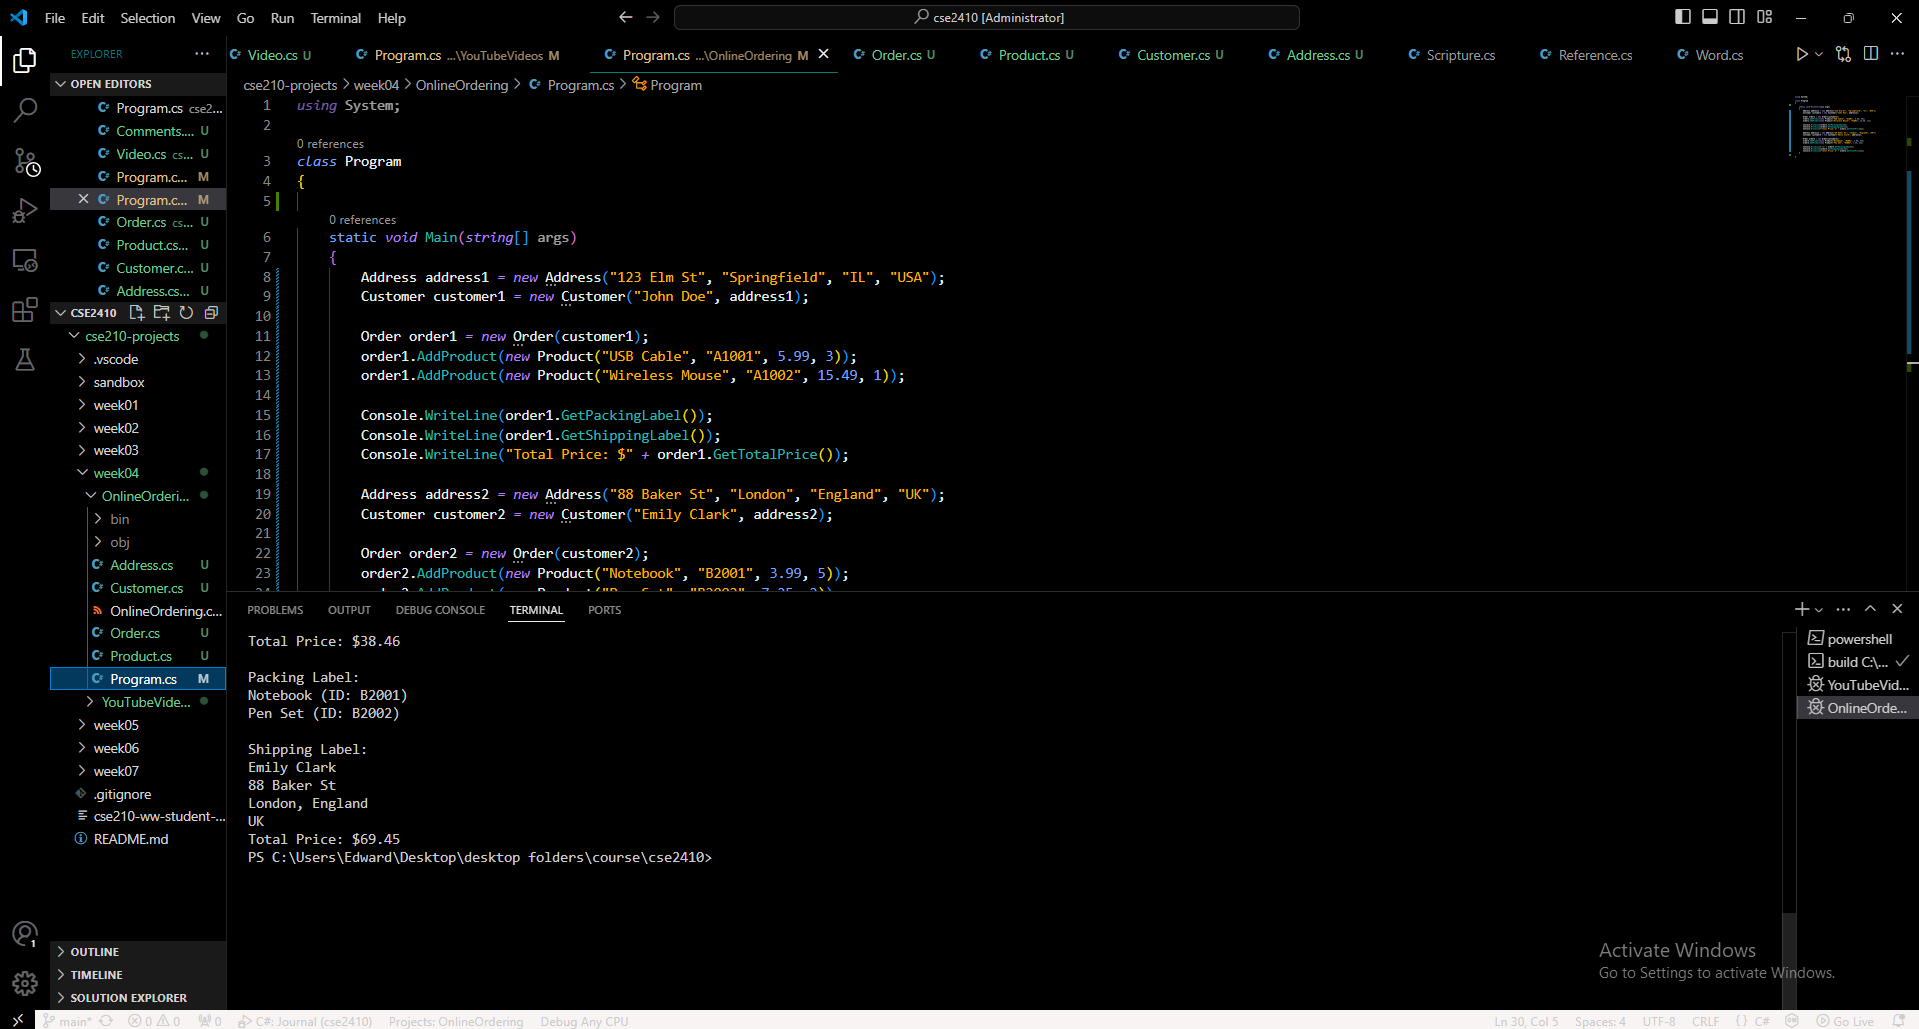 File Edit Selection View Go Run Terminal Help
cse2410 [Administrator]
EXPLORER
Video.cs U
Program.cs ...\YouTubeVideos M
Program.cs ...\OnlineOrdering M
Order.cs U
Product.cs U
Customer.cs U
Address.cs U
Scripture.cs
Reference.cs
Word.cs
OPEN EDITORS
Program.cs cse2...
Comments.... U
Video.cs cs... U
Program.c... M
Program.c... M
Order.cs cs... U
Product.cs... U
Customer.c... U
Address.cs... U
CSE2410
cse210-projects
.vscode
sandbox
week01
week02
week03
week04
OnlineOrderi...
bin
obj
Address.cs U
Customer.cs U
OnlineOrdering.c...
Order.cs U
Product.cs U
Program.cs M
YouTubeVide...
week05
week06
week07
.gitignore
cse210-ww-student-...
README.md
OUTLINE
TIMELINE
SOLUTION EXPLORER
cse210-projects > week04 > OnlineOrdering > Program.cs > Program
1 using System;
2
0 references
3 class Program
4 {
5
0 references
6 static void Main(string[] args)
7 {
8 Address address1 = new Address("123 Elm St", "Springfield", "IL", "USA");
9 Customer customer1 = new Customer("John Doe", address1);
10
11 Order order1 = new Order(customer1);
12 order1.AddProduct(new Product("USB Cable", "A1001", 5.99, 3));
13 order1.AddProduct(new Product("Wireless Mouse", "A1002", 15.49, 1));
14
15 Console.WriteLine(order1.GetPackingLabel());
16 Console.WriteLine(order1.GetShippingLabel());
17 Console.WriteLine("Total Price: $" + order1.GetTotalPrice());
18
19 Address address2 = new Address("88 Baker St", "London", "England", "UK");
20 Customer customer2 = new Customer("Emily Clark", address2);
21
22 Order order2 = new Order(customer2);
23 order2.AddProduct(new Product("Notebook", "B2001", 3.99, 5));
PROBLEMS OUTPUT DEBUG CONSOLE TERMINAL PORTS
Total Price: $38.46
Packing Label:
Notebook (ID: B2001)
Pen Set (ID: B2002)
Shipping Label:
Emily Clark
88 Baker St
London, England
UK
Total Price: $69.45
PS C:\Users\Edward\Desktop\desktop folders\course\cse2410>
powershell
build C:\...
YouTubeVid...
OnlineOrde...
1
Activate Windows
Go to Settings to activate Windows.
main* 0 0 0 C#: Journal (cse2410) Projects: OnlineOrdering Debug Any CPU
Ln 30, Col 5 Spaces: 4 UTF-8 CRLF {} C# Go Live